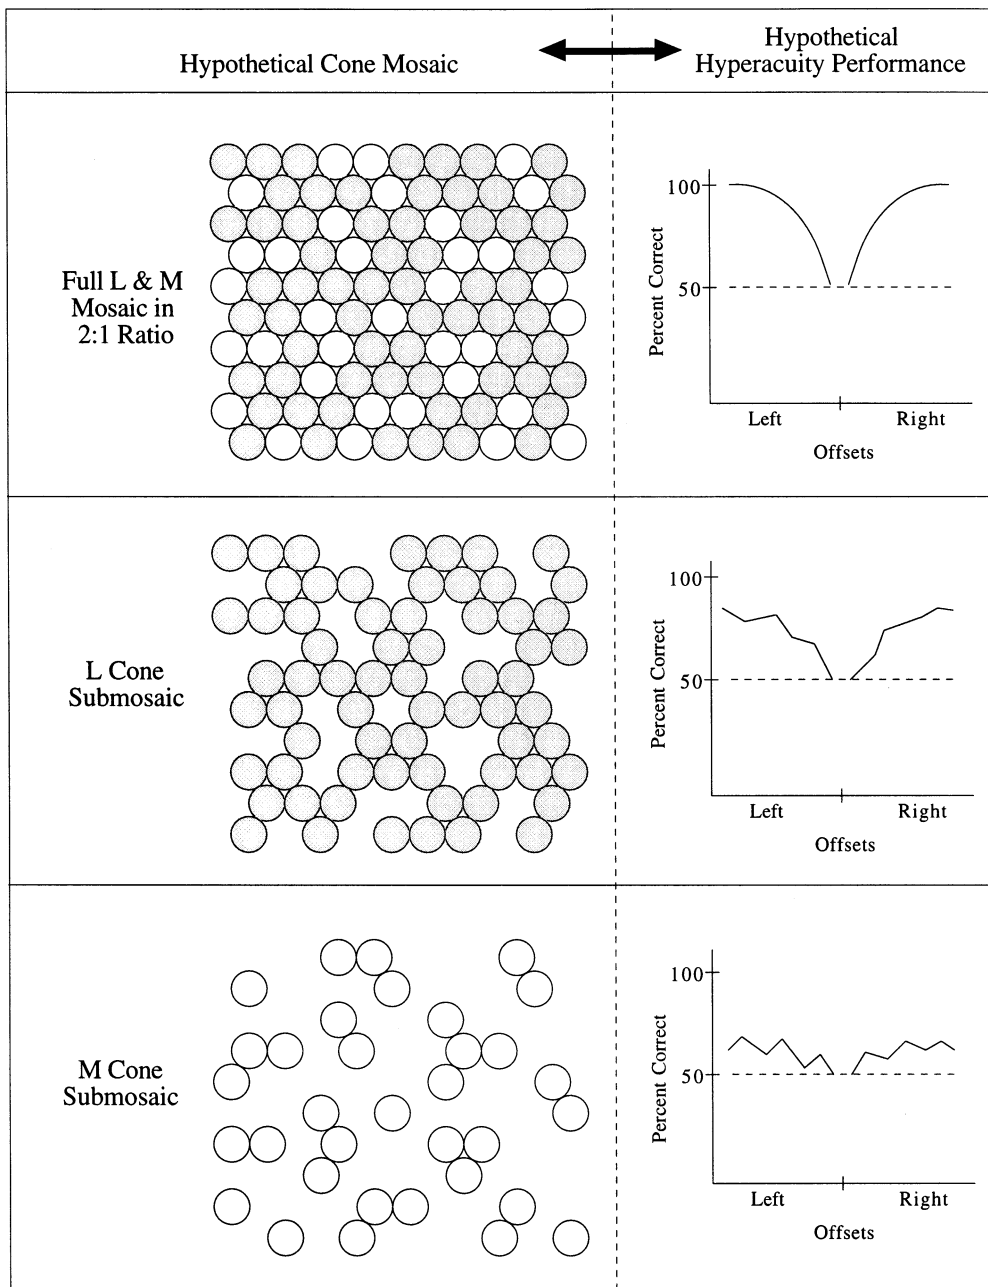 Hypothetical Cone Mosaic
Hypothetical
Hyperacuity Performance
Full L & M
Mosaic in
2:1 Ratio
Percent Correct
100
50
Left
Right
Offsets
L Cone
Submosaic
Percent Correct
100
50
Left
Right
Offsets
M Cone
Submosaic
Percent Correct
100
50
Left
Right
Offsets